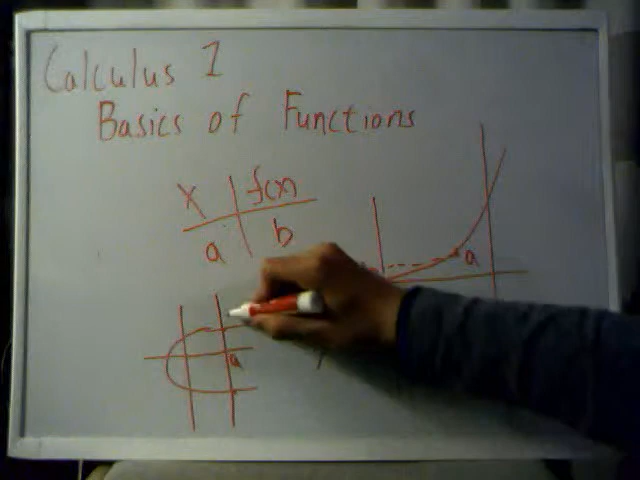 Calculus 1
Basics of Functions
x f(x)
a b
a
a